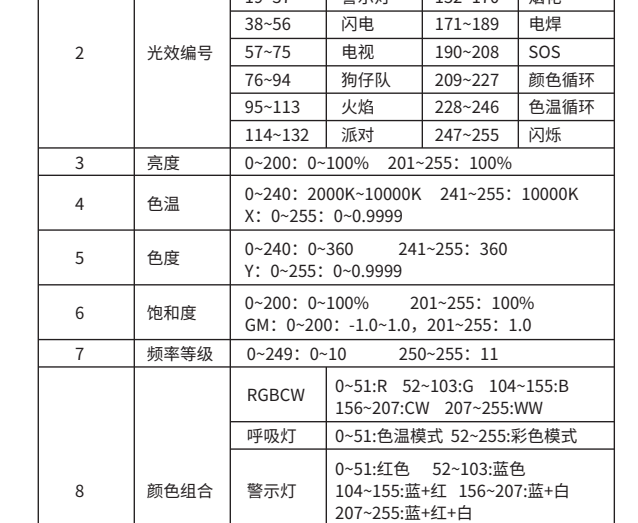 38~56 闪电 171~189 电焊
2 光效编号 57~75 电视 190~208 SOS
76~94 狗仔队 209~227 颜色循环
95~113 火焰 228~246 色温循环
114~132 派对 247~255 闪烁
3 亮度 0~200：0~100% 201~255：100%
4 色温 0~240：2000K~10000K 241~255：10000K
X：0~255：0~0.9999
5 色度 0~240：0~360 241~255：360
Y：0~255：0~0.9999
6 饱和度 0~200：0~100% 201~255：100%
GM：0~200：-1.0~1.0，201~255：1.0
7 频率等级 0~249：0~10 250~255：11
RGBCW 0~51:R 52~103:G 104~155:B
156~207:CW 207~255:WW
呼吸灯 0~51:色温模式 52~255:彩色模式
0~51:红色 52~103:蓝色
8 颜色组合 警示灯 104~155:蓝+红 156~207:蓝+白
207~255:蓝+红+白